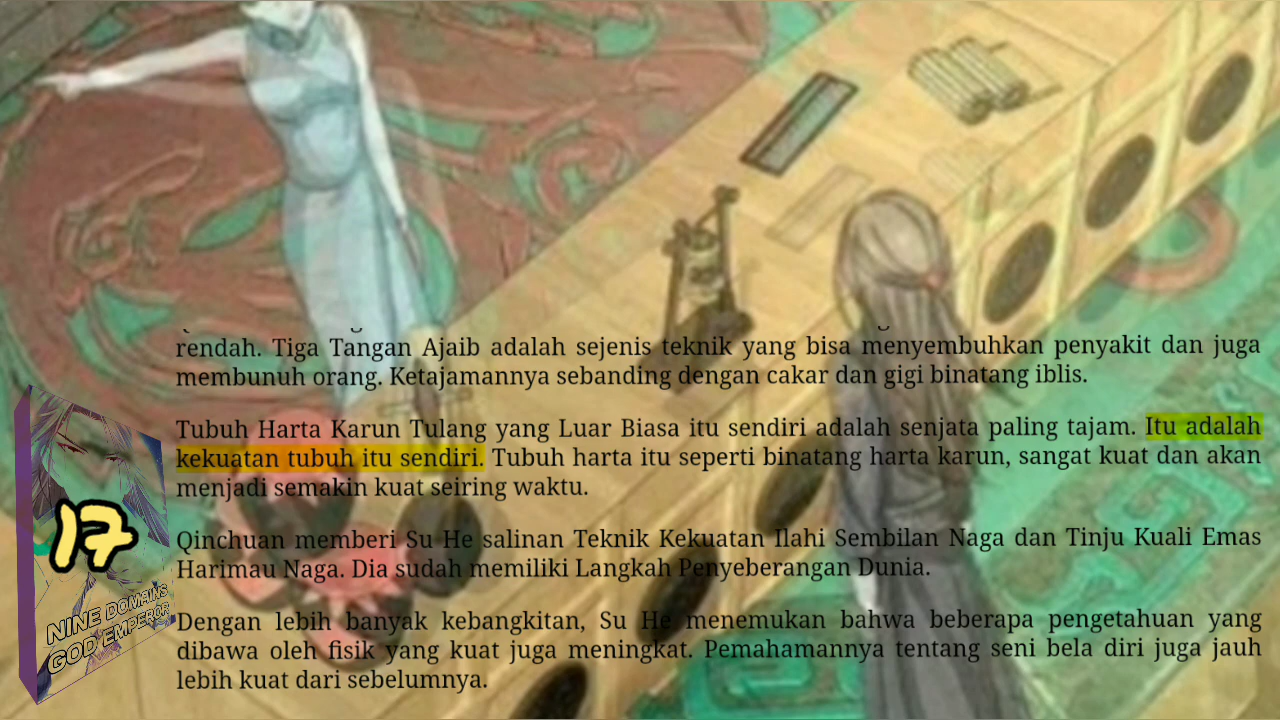 rendah. Tiga Tangan Ajaib adalah sejenis teknik yang bisa menyembuhkan penyakit dan juga
membunuh orang. Ketajamannya sebanding dengan cakar dan gigi binatang iblis.
Tubuh Harta Karun Tulang yang Luar Biasa itu sendiri adalah senjata paling tajam. Itu adalah
kekuatan tubuh itu sendiri. Tubuh harta itu seperti binatang harta karun, sangat kuat dan akan
menjadi semakin kuat seiring waktu.
Qinchuan memberi Su He salinan Teknik Kekuatan Ilahi Sembilan Naga dan Tinju Kuali Emas
Harimau Naga. Dia sudah memiliki Langkah Penyeberangan Dunia.
Dengan lebih banyak kebangkitan, Su He menemukan bahwa beberapa pengetahuan yang
dibawa oleh fisik yang kuat juga meningkat. Pemahamannya tentang seni bela diri juga jauh
lebih kuat dari sebelumnya.
17
NINE DOMAINS
GOD EMPEROR